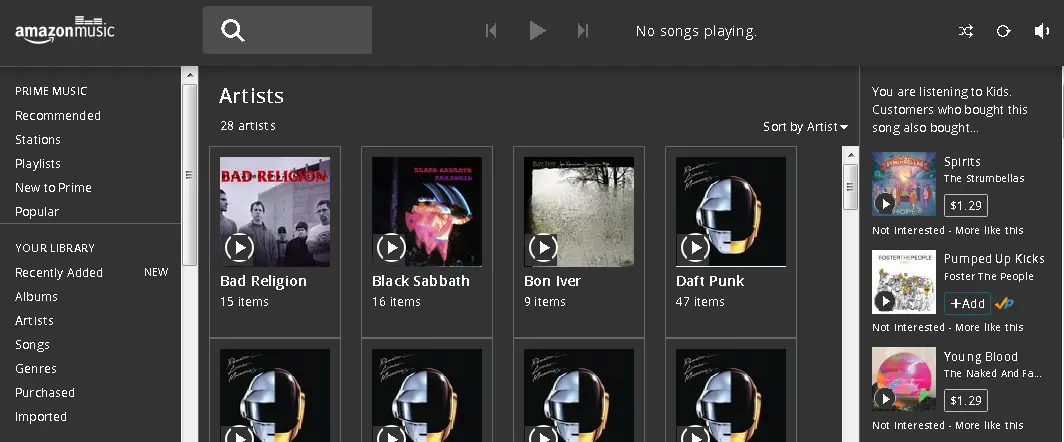 amazonmusic
No songs playing.
PRIME MUSIC
Recommended
Stations
Playlists
New to Prime
Popular
YOUR LIBRARY
Recently Added NEW
Albums
Artists
Songs
Genres
Purchased
Imported
Artists
28 artists
Sort by Artist
BAD RELIGION
Bad Religion
15 items
BLACK SABBATH
PARANOID
Black Sabbath
16 items
Bon Iver
Bon Iver
9 items
Daft Punk
47 items
You are listening to Kids.
Customers who bought this
song also bought...
HOPE
Spirits
The Strumbellas
$1.29
Not Interested - More like this
FOSTER THE PEOPLE
Pumped Up Kicks
Foster The People
+Add
Not Interested - More like this
Young Blood
The Naked And Fa...
$1.29
Not Interested - More like this